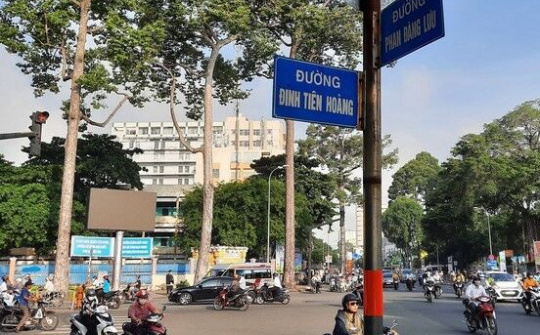 ĐƯỜNG
ĐINH TIÊN HOÀNG
ĐƯỜNG
PHAN ĐĂNG LƯU